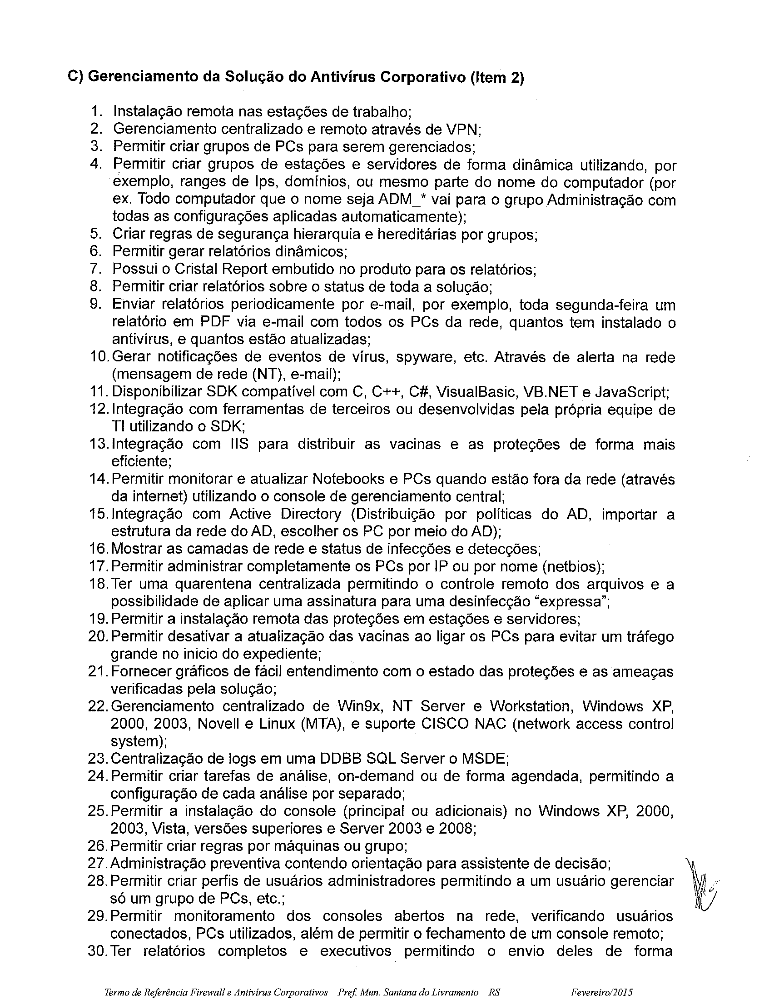 C) Gerenciamento da Solução do Antivírus Corporativo (Item 2)
1. Instalação remota nas estações de trabalho;
2. Gerenciamento centralizado e remoto através de VPN;
3. Permitir criar grupos de PCs para serem gerenciados;
4. Permitir criar grupos de estações e servidores de forma dinâmica utilizando, por
exemplo, ranges de Ips, domínios, ou mesmo parte do nome do computador (por
ex. Todo computador que o nome seja ADM_* vai para o grupo Administração com
todas as configurações aplicadas automaticamente);
5. Criar regras de segurança hierarquia e hereditárias por grupos;
6. Permitir gerar relatórios dinâmicos;
7. Possui o Cristal Report embutido no produto para os relatórios;
8. Permitir criar relatórios sobre o status de toda a solução;
9. Enviar relatórios periodicamente por e-mail, por exemplo, toda segunda-feira um
relatório em PDF via e-mail com todos os PCs da rede, quantos tem instalado o
antivírus, e quantos estão atualizadas;
10. Gerar notificações de eventos de vírus, spyware, etc. Através de alerta na rede
(mensagem de rede (NT), e-mail);
11. Disponibilizar SDK compatível com C, C++, C#, VisualBasic, VB.NET e JavaScript;
12. Integração com ferramentas de terceiros ou desenvolvidas pela própria equipe de
TI utilizando o SDK;
13. Integração com IIS para distribuir as vacinas e as proteções de forma mais
eficiente;
14. Permitir monitorar e atualizar Notebooks e PCs quando estão fora da rede (através
da internet) utilizando o console de gerenciamento central;
15. Integração com Active Directory (Distribuição por políticas do AD, importar a
estrutura da rede do AD, escolher os PC por meio do AD);
16. Mostrar as camadas de rede e status de infecções e detecções;
17. Permitir administrar completamente os PCs por IP ou por nome (netbios);
18. Ter uma quarentena centralizada permitindo o controle remoto dos arquivos e a
possibilidade de aplicar uma assinatura para uma desinfecção “expressa”;
19. Permitir a instalação remota das proteções em estações e servidores;
20. Permitir desativar a atualização das vacinas ao ligar os PCs para evitar um tráfego
grande no inicio do expediente;
21. Fornecer gráficos de fácil entendimento com o estado das proteções e as ameaças
verificadas pela solução;
22. Gerenciamento centralizado de Win9x, NT Server e Workstation, Windows XP,
2000, 2003, Novell e Linux (MTA), e suporte CISCO NAC (network access control
system);
23. Centralização de logs em uma DDBB SQL Server o MSDE;
24. Permitir criar tarefas de análise, on-demand ou de forma agendada, permitindo a
configuração de cada análise por separado;
25. Permitir a instalação do console (principal ou adicionais) no Windows XP, 2000,
2003, Vista, versões superiores e Server 2003 e 2008;
26. Permitir criar regras por máquinas ou grupo;
27. Administração preventiva contendo orientação para assistente de decisão;
28. Permitir criar perfis de usuários administradores permitindo a um usuário gerenciar
só um grupo de PCs, etc.;
29. Permitir monitoramento dos consoles abertos na rede, verificando usuários
conectados, PCs utilizados, além de permitir o fechamento de um console remoto;
30. Ter relatórios completos e executivos permitindo o envio deles de forma
Termo de Referência Firewall e Antivírus Corporativos – Pref. Mun. Santana do Livramento – RS Fevereiro/2015